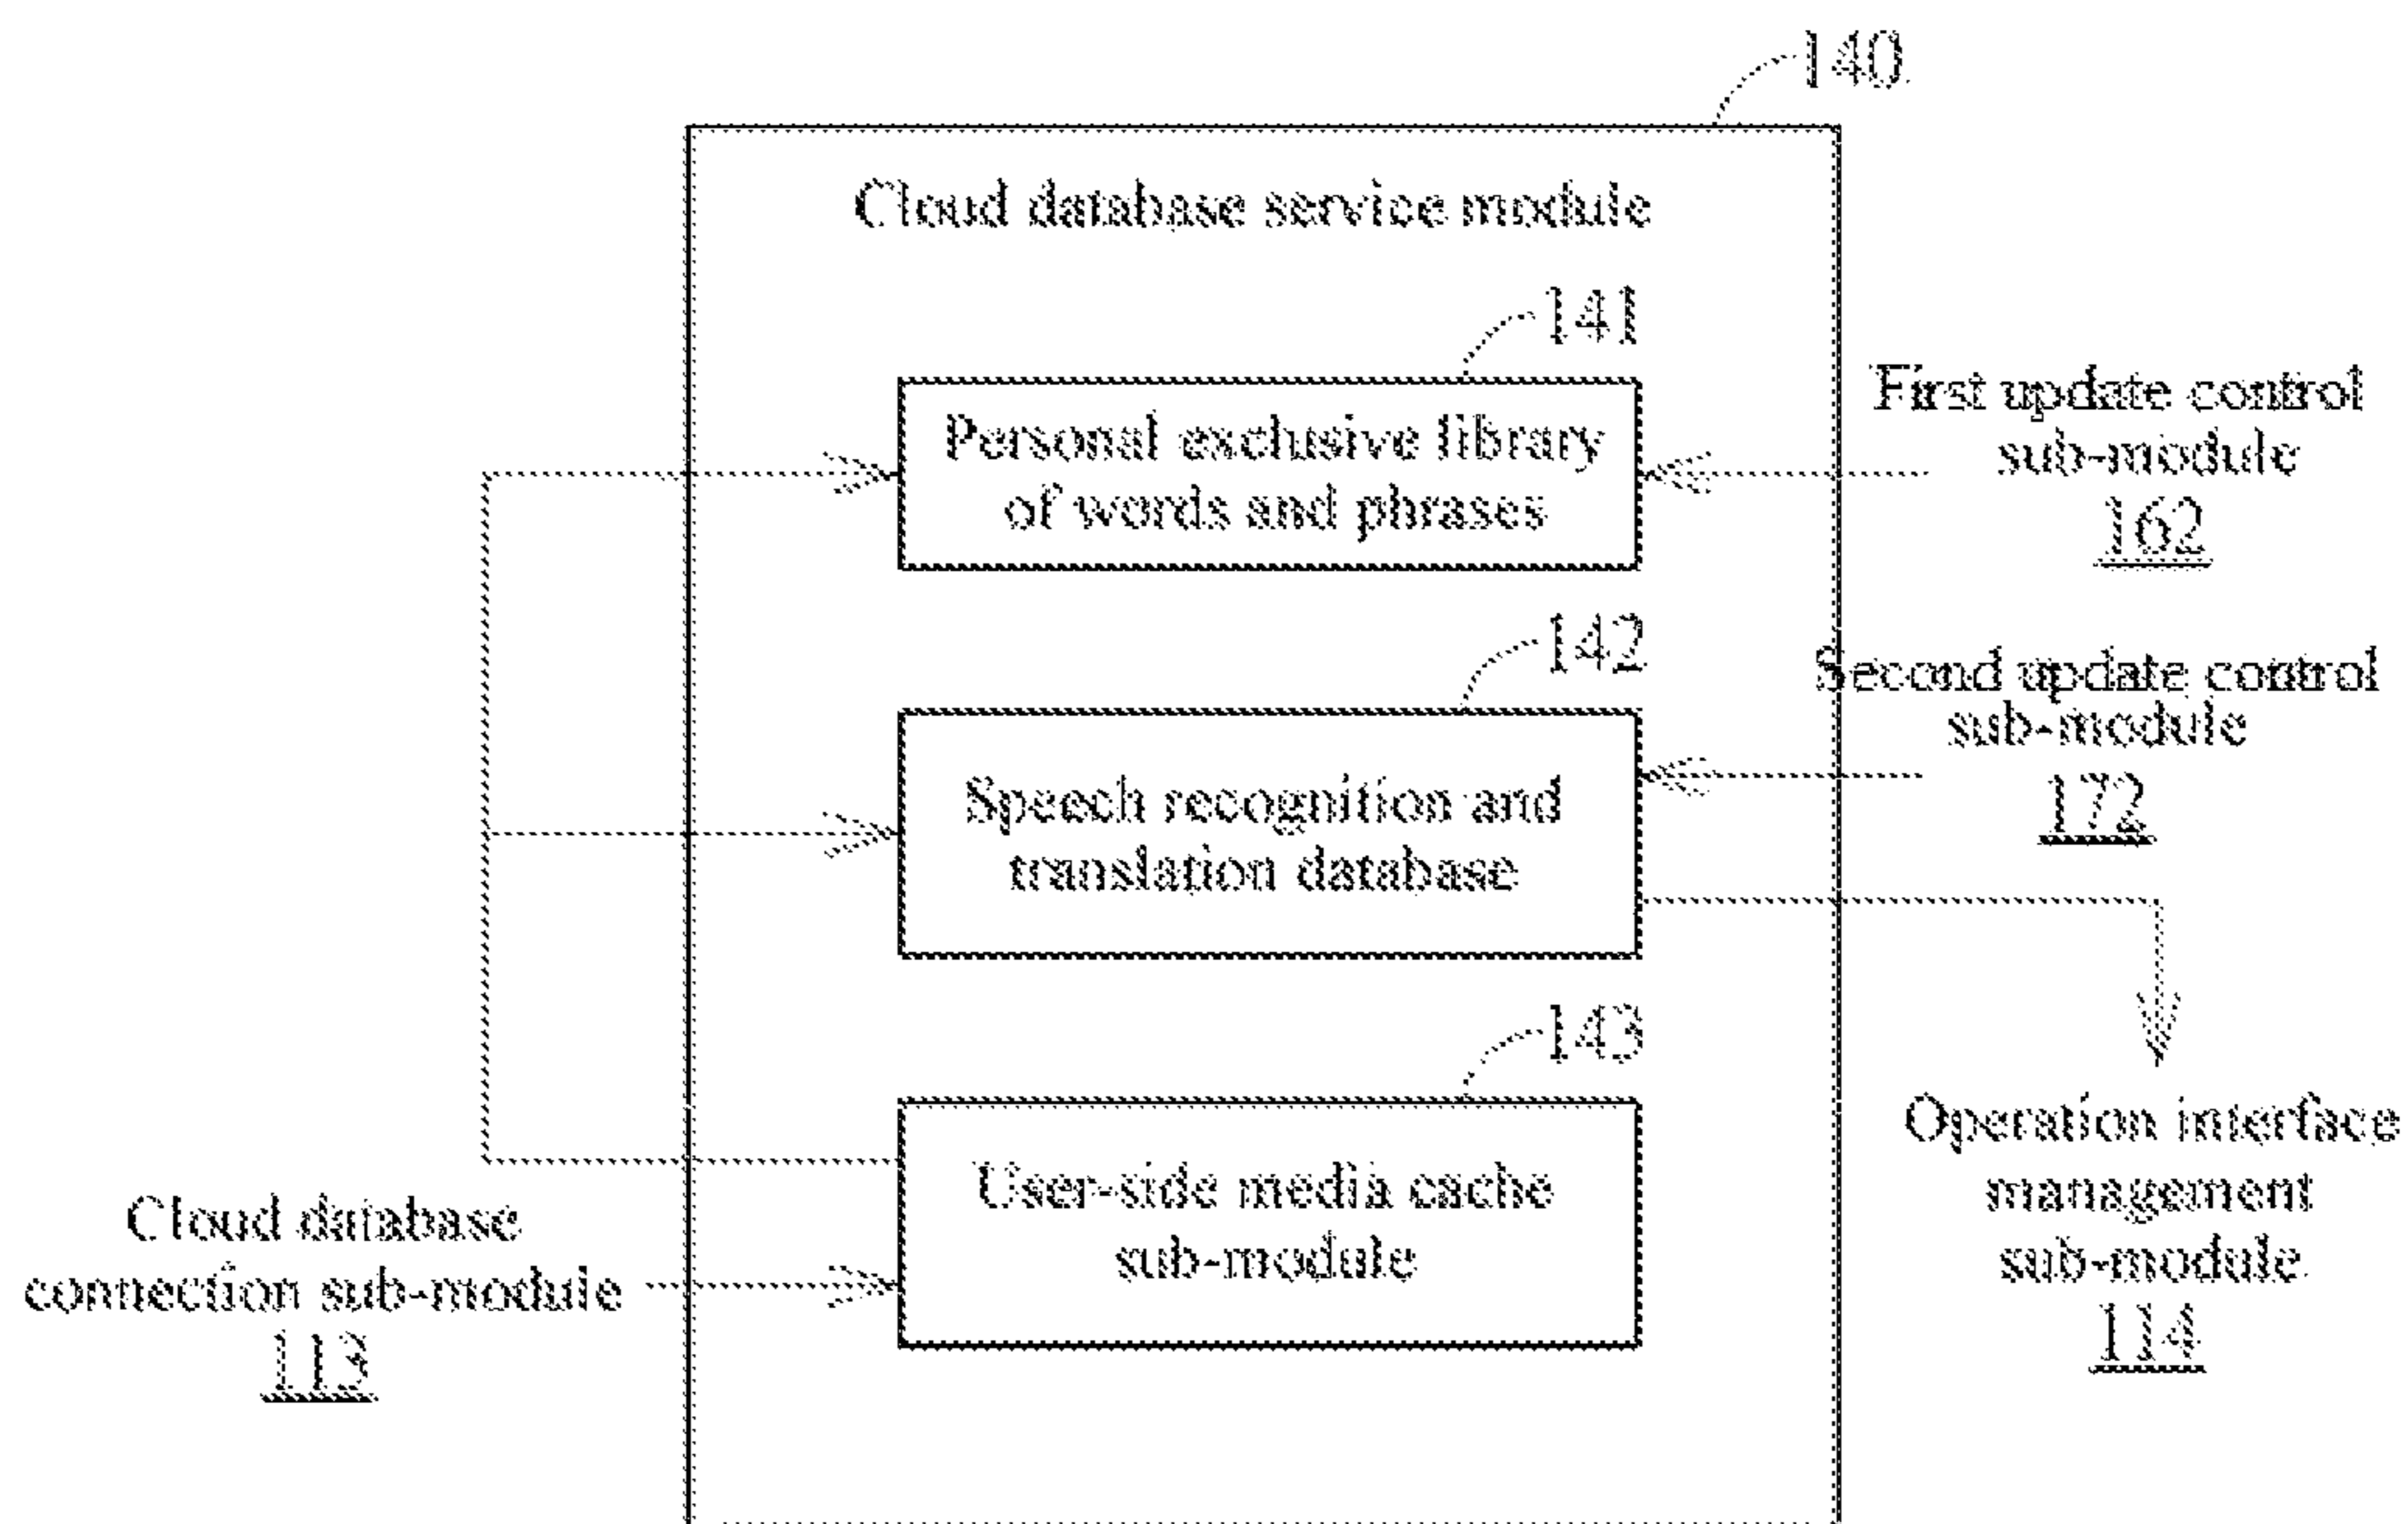 140
Cloud database service module
141
Personal exclusive library
of words and phrases
First update control
sub-module
162
142
Second update control
sub-module
172
Speech recognition and
translation database
143
User-side media cache
sub-module
Cloud database
connection sub-module
113
Operation interface
management
sub-module
114